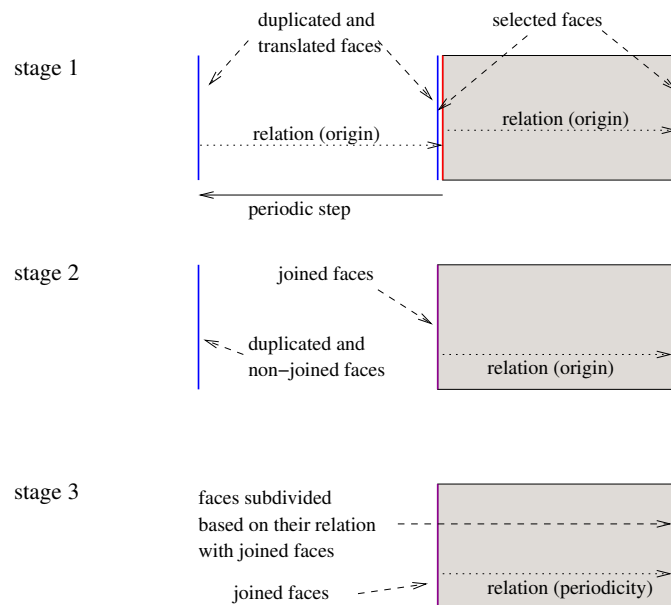 duplicated and
translated faces
selected faces
stage 1
relation (origin)
relation (origin)
periodic step
stage 2
joined faces
duplicated and
non−joined faces
relation (origin)
stage 3
faces subdivided
based on their relation
with joined faces
joined faces
relation (periodicity)